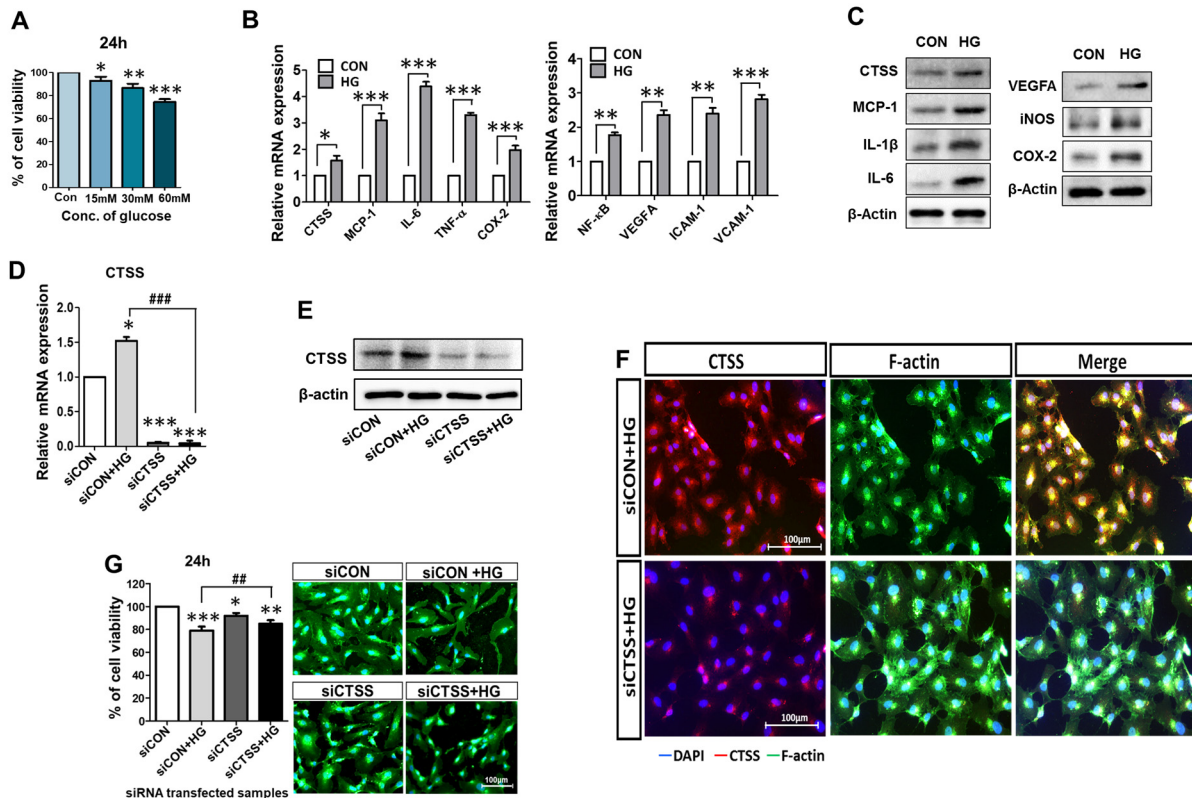 A
24h
% of cell viability
100
80
60
40
20
0
* ** ***
Con 15mM 30mM 60mM
Conc. of glucose
B
Relative mRNA expression
6
4
2
0
CON
HG
* *** *** *** ***
CTSS MCP-1 IL-6 TNF-α COX-2
Relative mRNA expression
4
3
2
1
0
CON
HG
** ** ** ***
NF-κB VEGFA ICAM-1 VCAM-1
C
CON HG
CTSS
MCP-1
IL-1β
IL-6
β-Actin
CON HG
VEGFA
iNOS
COX-2
β-Actin
D
CTSS
Relative mRNA expression
2.0
1.5
1.0
0.5
0.0
###
* *** ***
siCON siCON+HG siCTSS siCTSS+HG
E
CTSS
β-actin
siCON siCON+HG siCTSS siCTSS+HG
F
CTSS F-actin Merge
siCON+HG
100μm
siCTSS+HG
100μm
DAPI CTSS F-actin
G
24h
% of cell viability
120
100
80
60
40
20
0
##
*** * **
siCON siCON+HG siCTSS siCTSS+HG
siRNA transfected samples
siCON siCON +HG
siCTSS siCTSS+HG
100μm